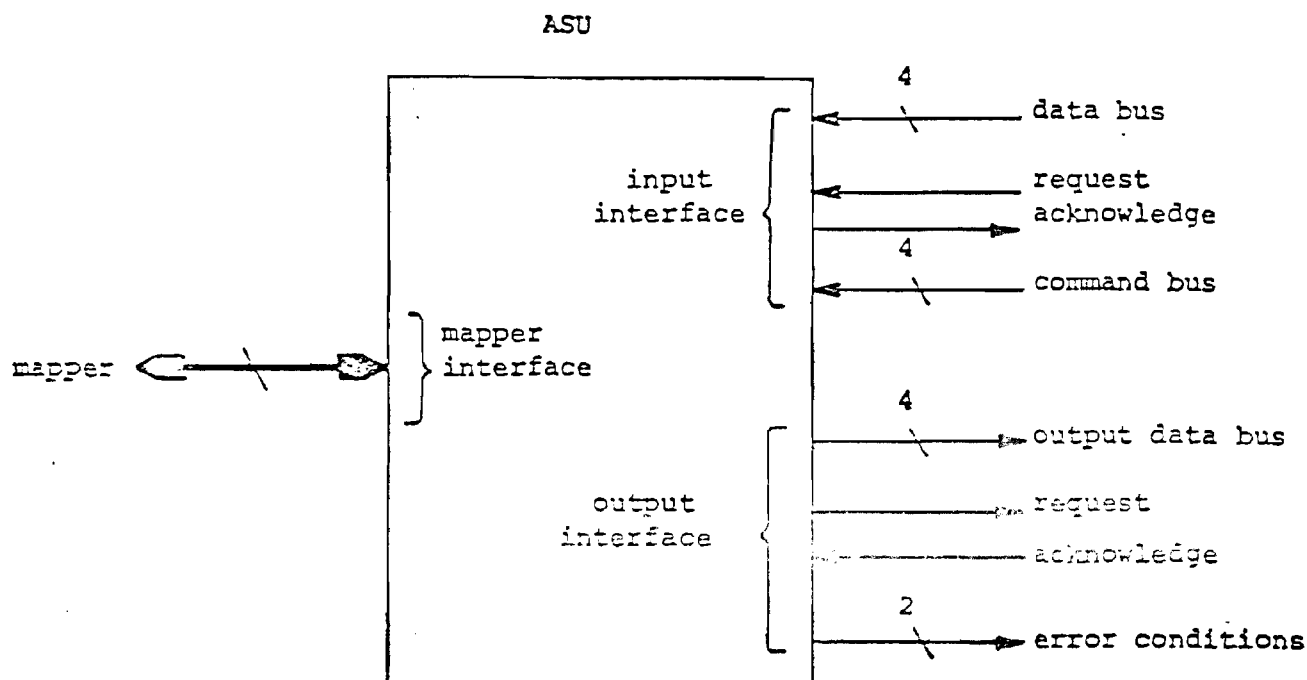 ASU
4
data bus
input
interface
request
acknowledge
4
command bus
mapper
mapper
interface
4
output data bus
output
interface
request
acknowledge
2
error conditions